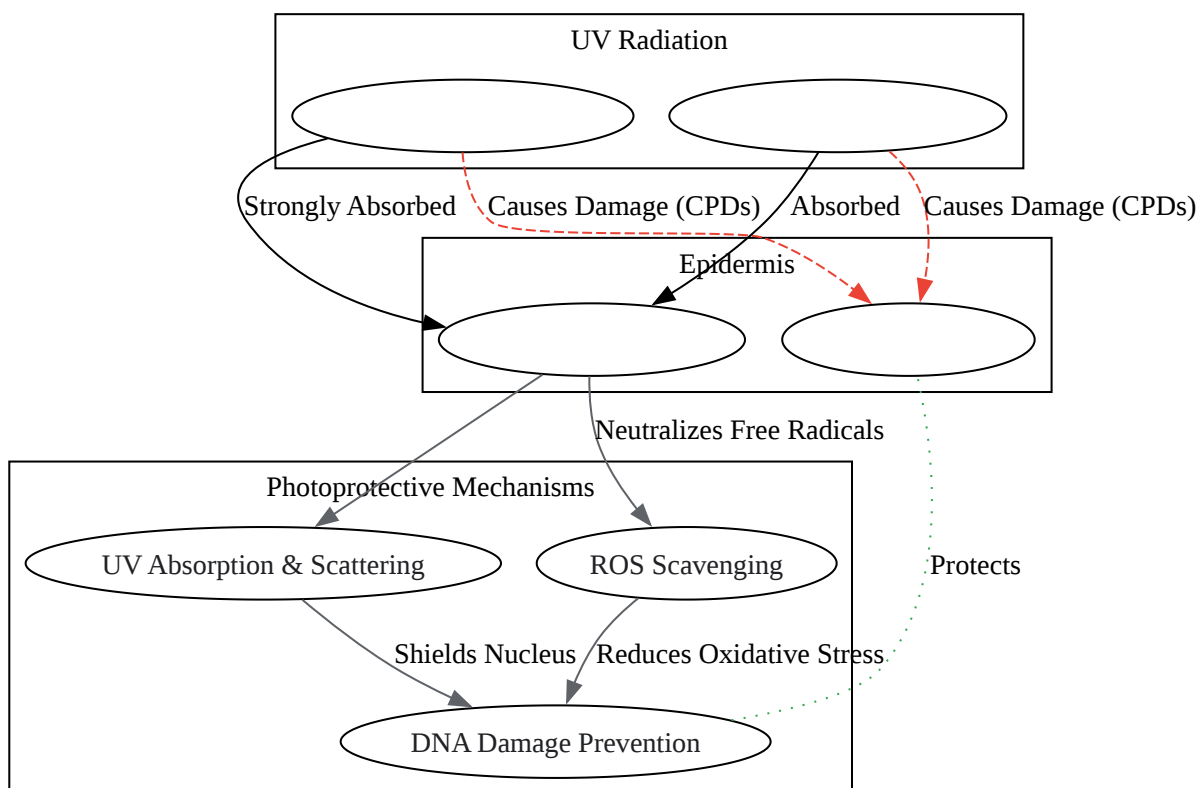 UV Radiation
Strongly Absorbed
Causes Damage (CPDs)
Absorbed
Causes Damage (CPDs)
Epidermis
Neutralizes Free Radicals
Photoprotective Mechanisms
UV Absorption & Scattering
ROS Scavenging
Protects
Shields Nucleus
Reduces Oxidative Stress
DNA Damage Prevention